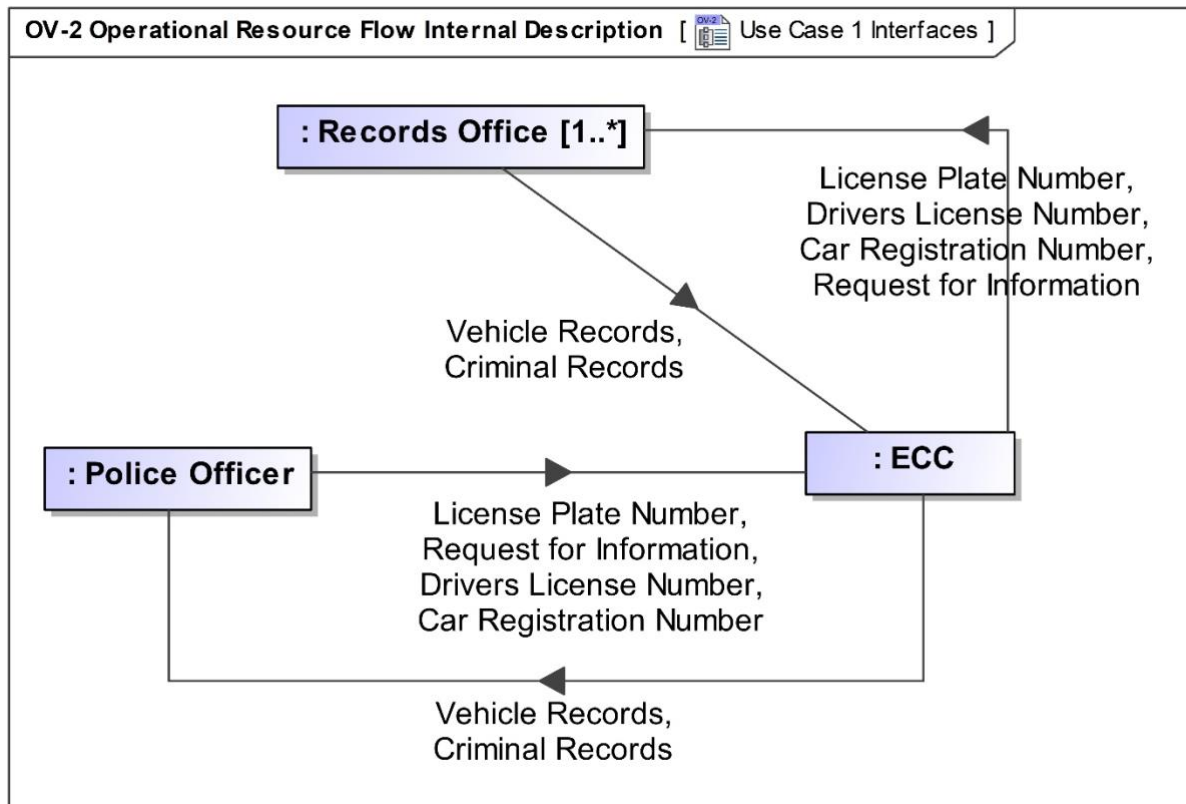 OV-2 Operational Resource Flow Internal Description [ OV-2 Use Case 1 Interfaces ]
: Records Office [1..*]
License Plate Number,
Drivers License Number,
Car Registration Number,
Request for Information
Vehicle Records,
Criminal Records
: Police Officer
: ECC
License Plate Number,
Request for Information,
Drivers License Number,
Car Registration Number
Vehicle Records,
Criminal Records